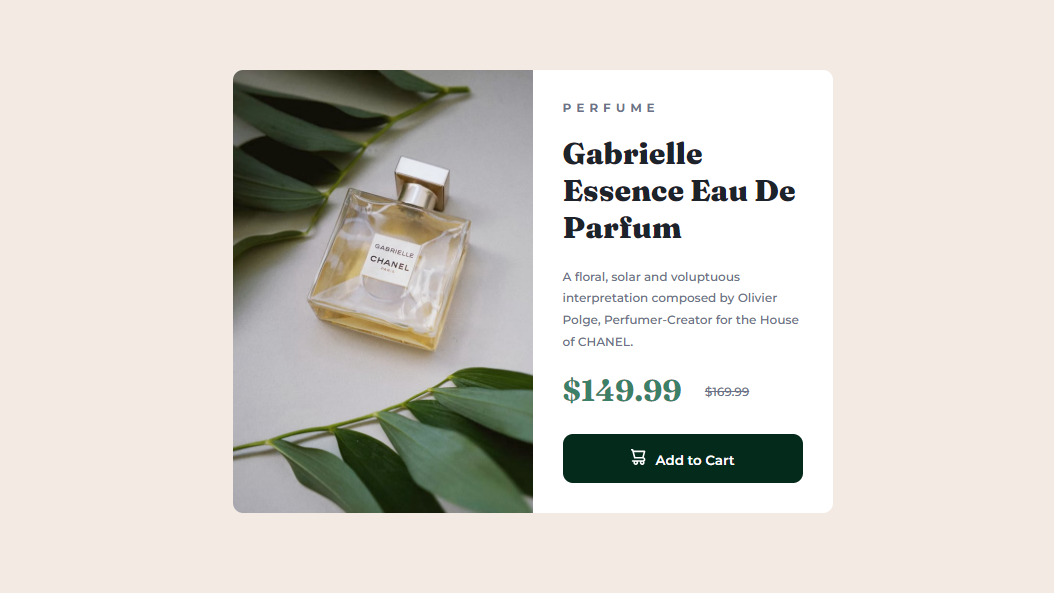 GABRIELLE
CHANEL
PARIS
PERFUME
Gabrielle
Essence Eau De
Parfum
A floral, solar and voluptuous
interpretation composed by Olivier
Polge, Perfumer-Creator for the House
of CHANEL.
$149.99 $169.99
Add to Cart